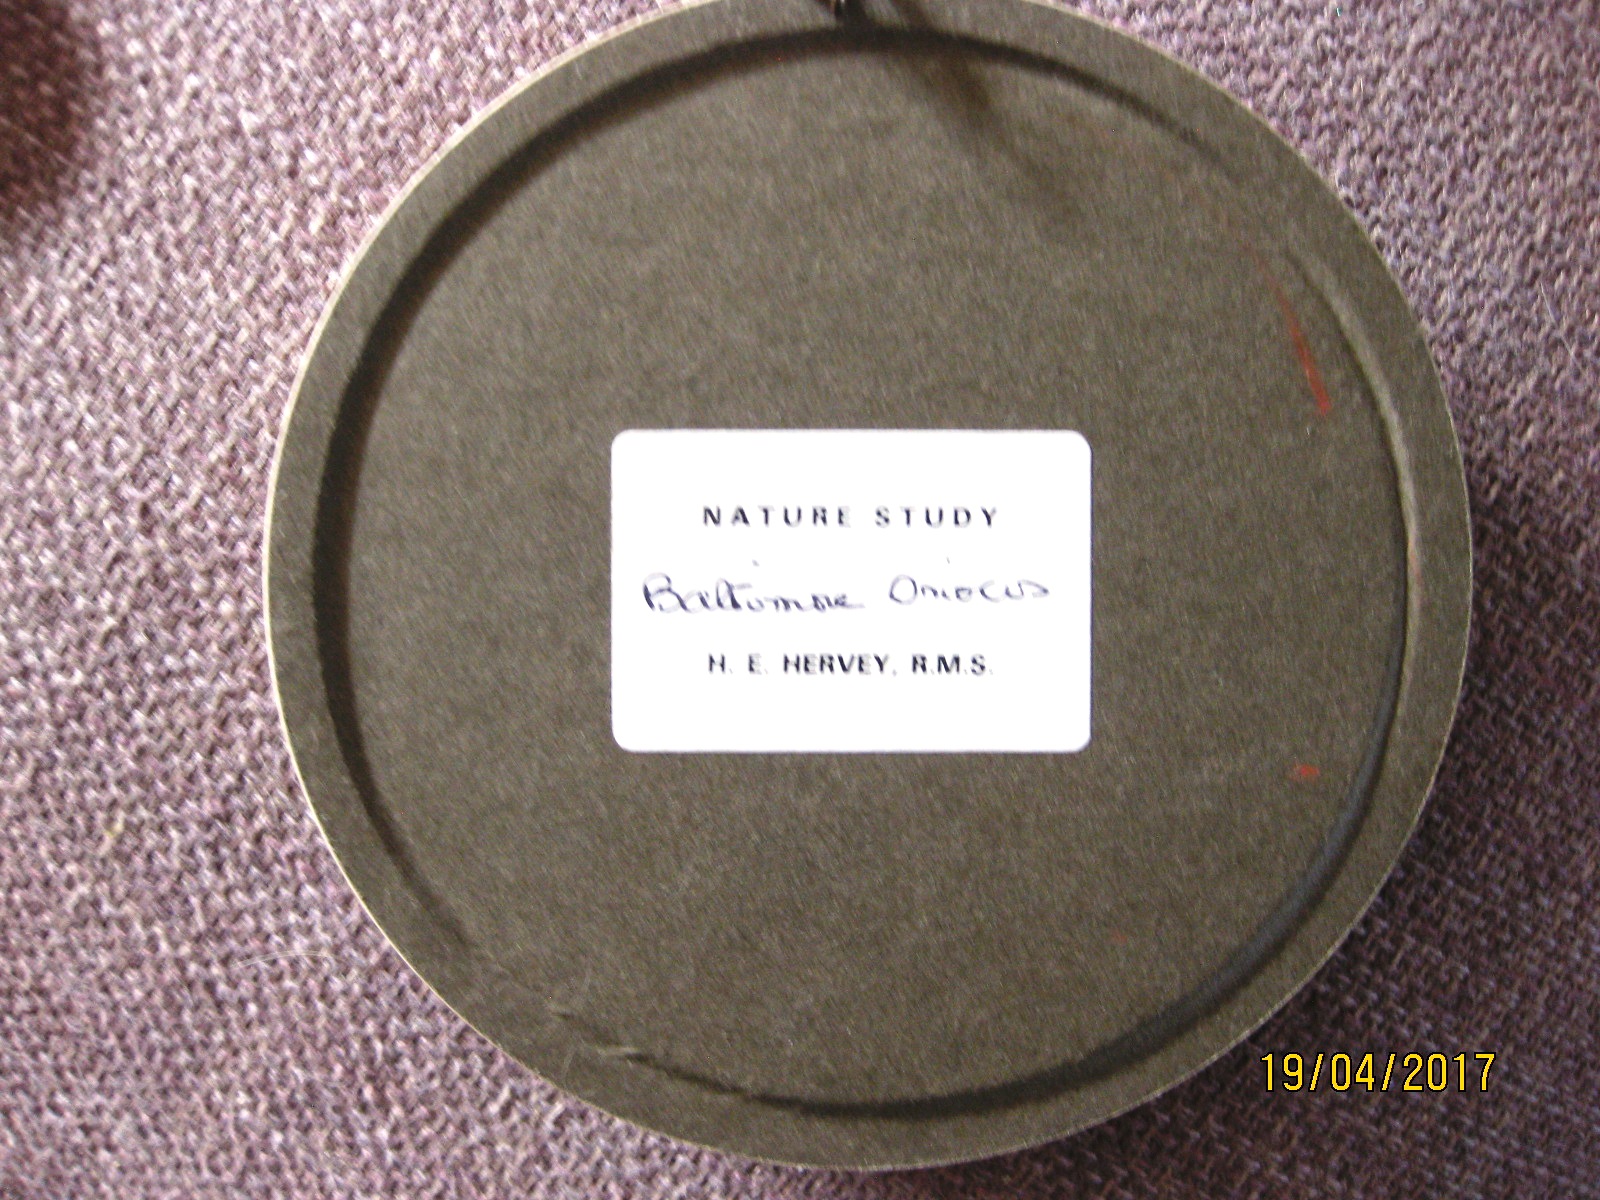 NATURE STUDY
Baltimore Orioles
H. E. HERVEY, R.M.S.
19/04/2017